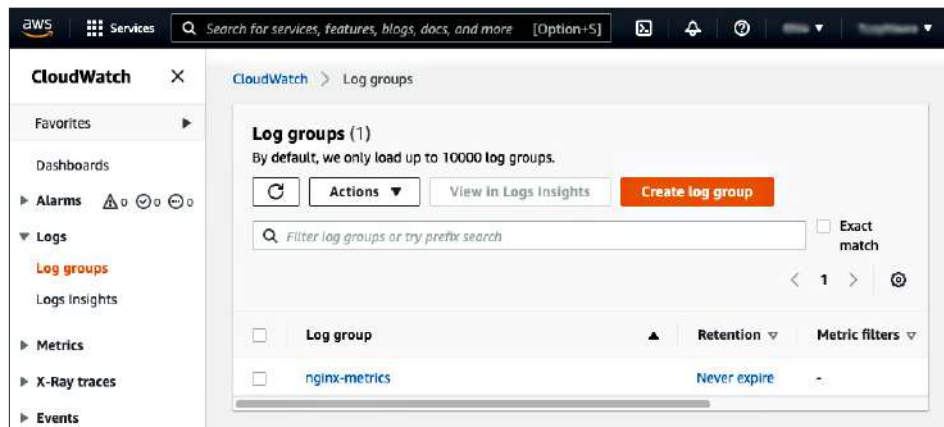 aws Services Search for services, features, blogs, docs, and more [Option+S]
CloudWatch
CloudWatch > Log groups
Favorites
Log groups (1)
By default, we only load up to 10000 log groups.
Dashboards
Actions View in Logs Insights Create log group
Alarms 0 0 0
Logs
Filter log groups or try prefix search
Exact match
Log groups
Logs Insights
1
Log group Retention Metric filters
Metrics
nginx-metrics Never expire -
X-Ray traces
Events